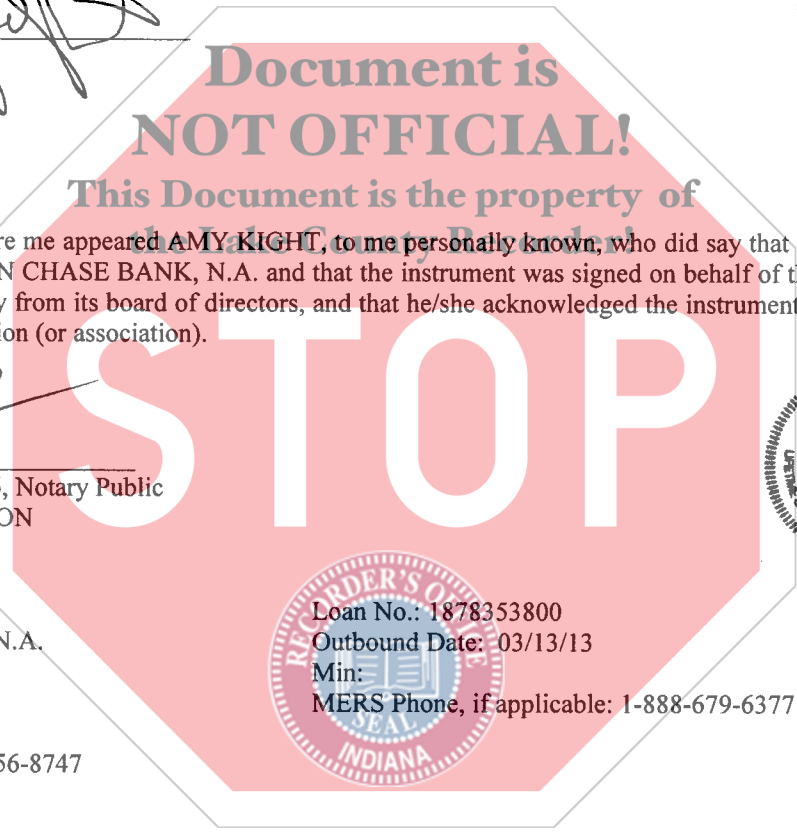 Document is
NOT OFFICIAL!
This Document is the property of
the Lake County Recorder!
re me appeared AMY KIGHT, to me personally known, who did say that
N CHASE BANK, N.A. and that the instrument was signed on behalf of t
y from its board of directors, and that he/she acknowledged the instrument
ion (or association).
STOP
, Notary Public
ON
RECORDER'S OFFICE
SEAL
INDIANA
Loan No.: 1878353800
N.A.
Outbound Date: 03/13/13
Min:
MERS Phone, if applicable: 1-888-679-6377
56-8747